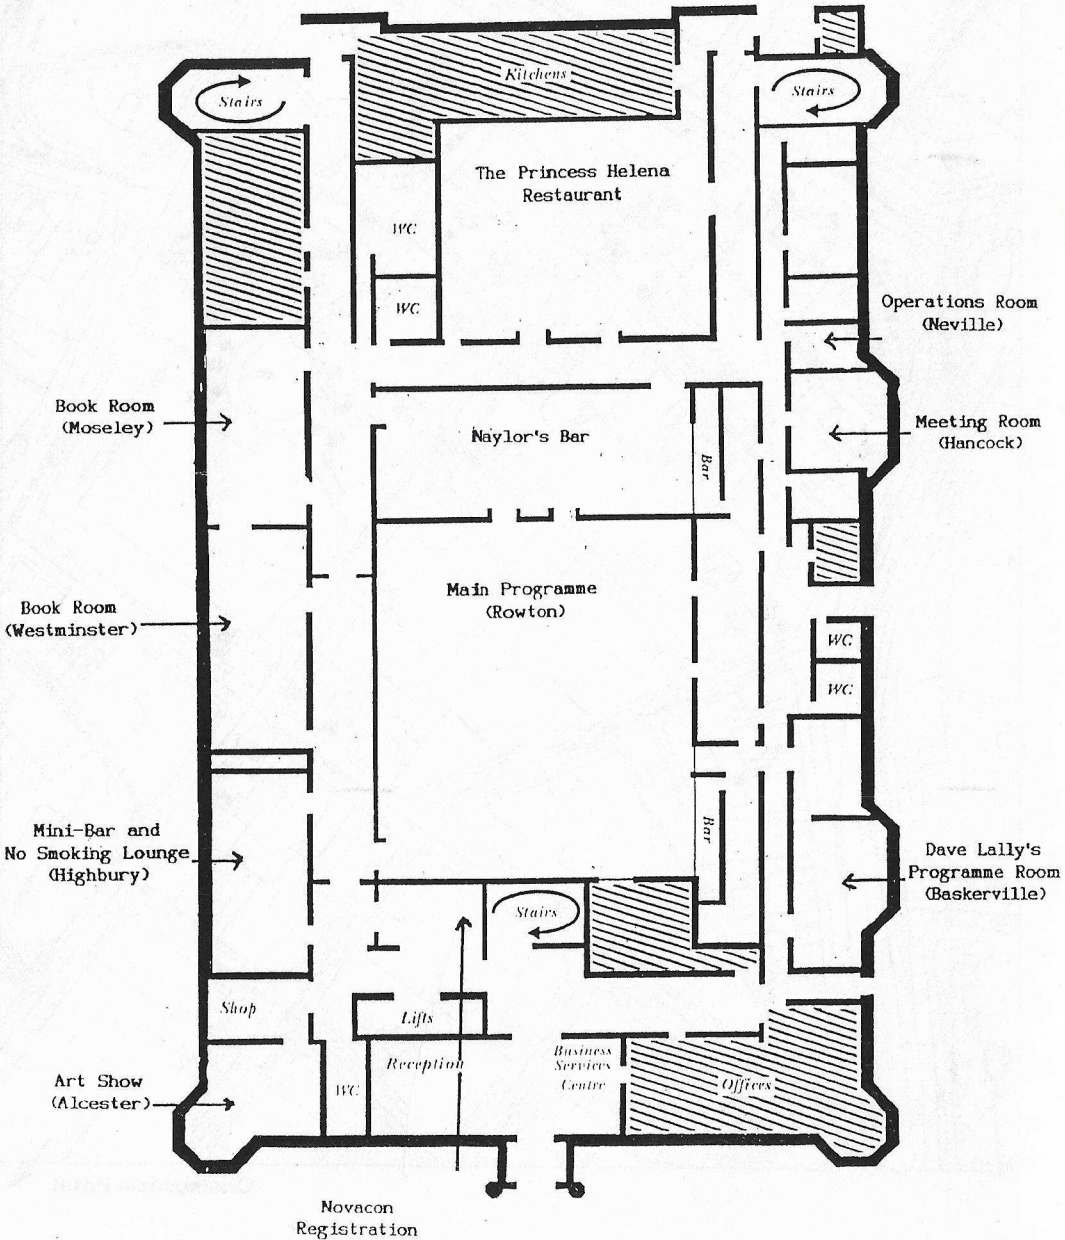 Kitchens
Stairs
Stairs
The Princess Helena
Restaurant
WC
WC
Operations Room
(Neville)
Book Room
(Moseley)
Naylor's Bar
Bar
Meeting Room
(Hancock)
Main Programme
(Rowton)
Book Room
(Westminster)
WC
WC
Mini-Bar and
No Smoking Lounge
(Highbury)
Bar
Dave Lally's
Programme Room
(Baskerville)
Stairs
Shop
Lifts
Reception
Business
Services
Centre
Offices
Art Show
(Alcester)
WC
Novacon
Registration